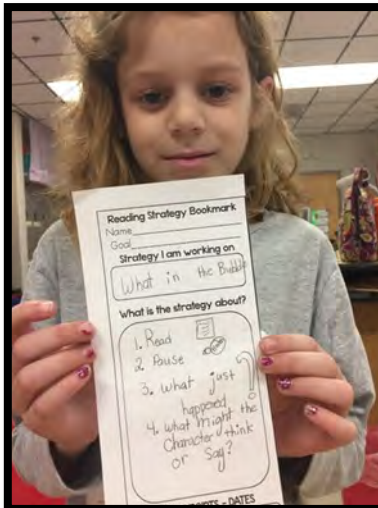 Reading Strategy Bookmark
Name
Goal
Strategy I am working on
What in the Bubble
What is the strategy about?
1. Read
2. Pause
3. What just
happened?
4. What might the
Character think
or Say?
- DATES